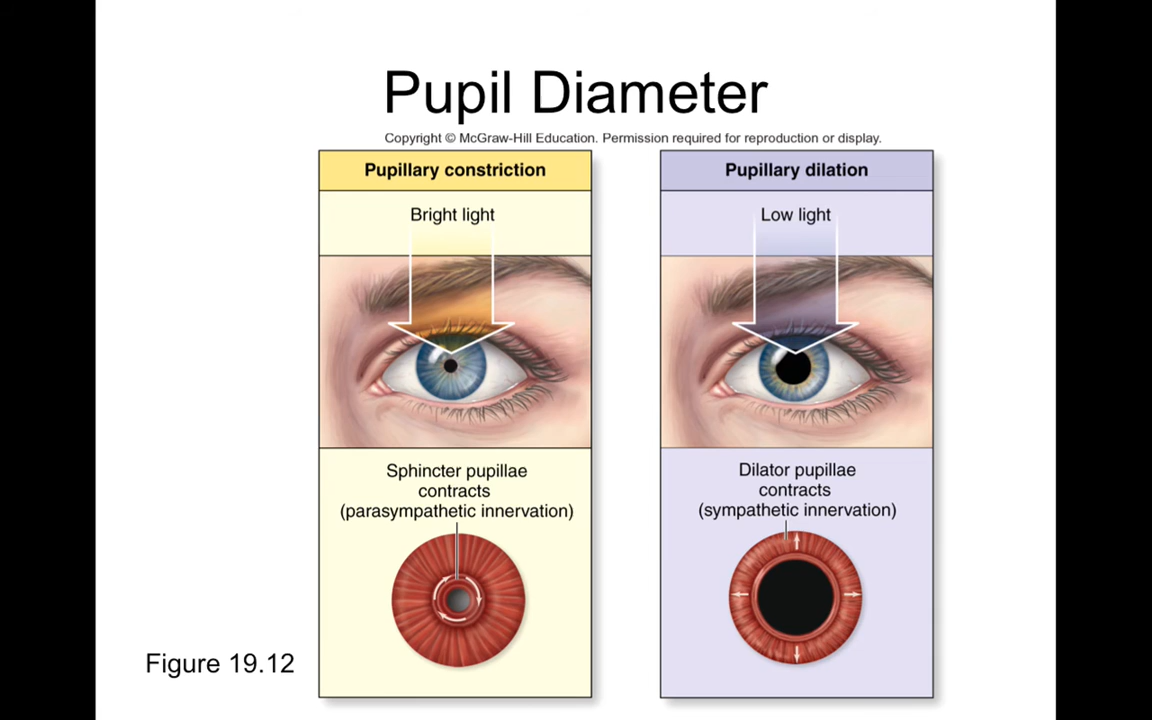 Pupil Diameter
Copyright © McGraw-Hill Education. Permission required for reproduction or display.
Pupillary constriction
Bright light
Sphincter pupillae
contracts
(parasympathetic innervation)
Pupillary dilation
Low light
Dilator pupillae
contracts
(sympathetic innervation)
Figure 19.12